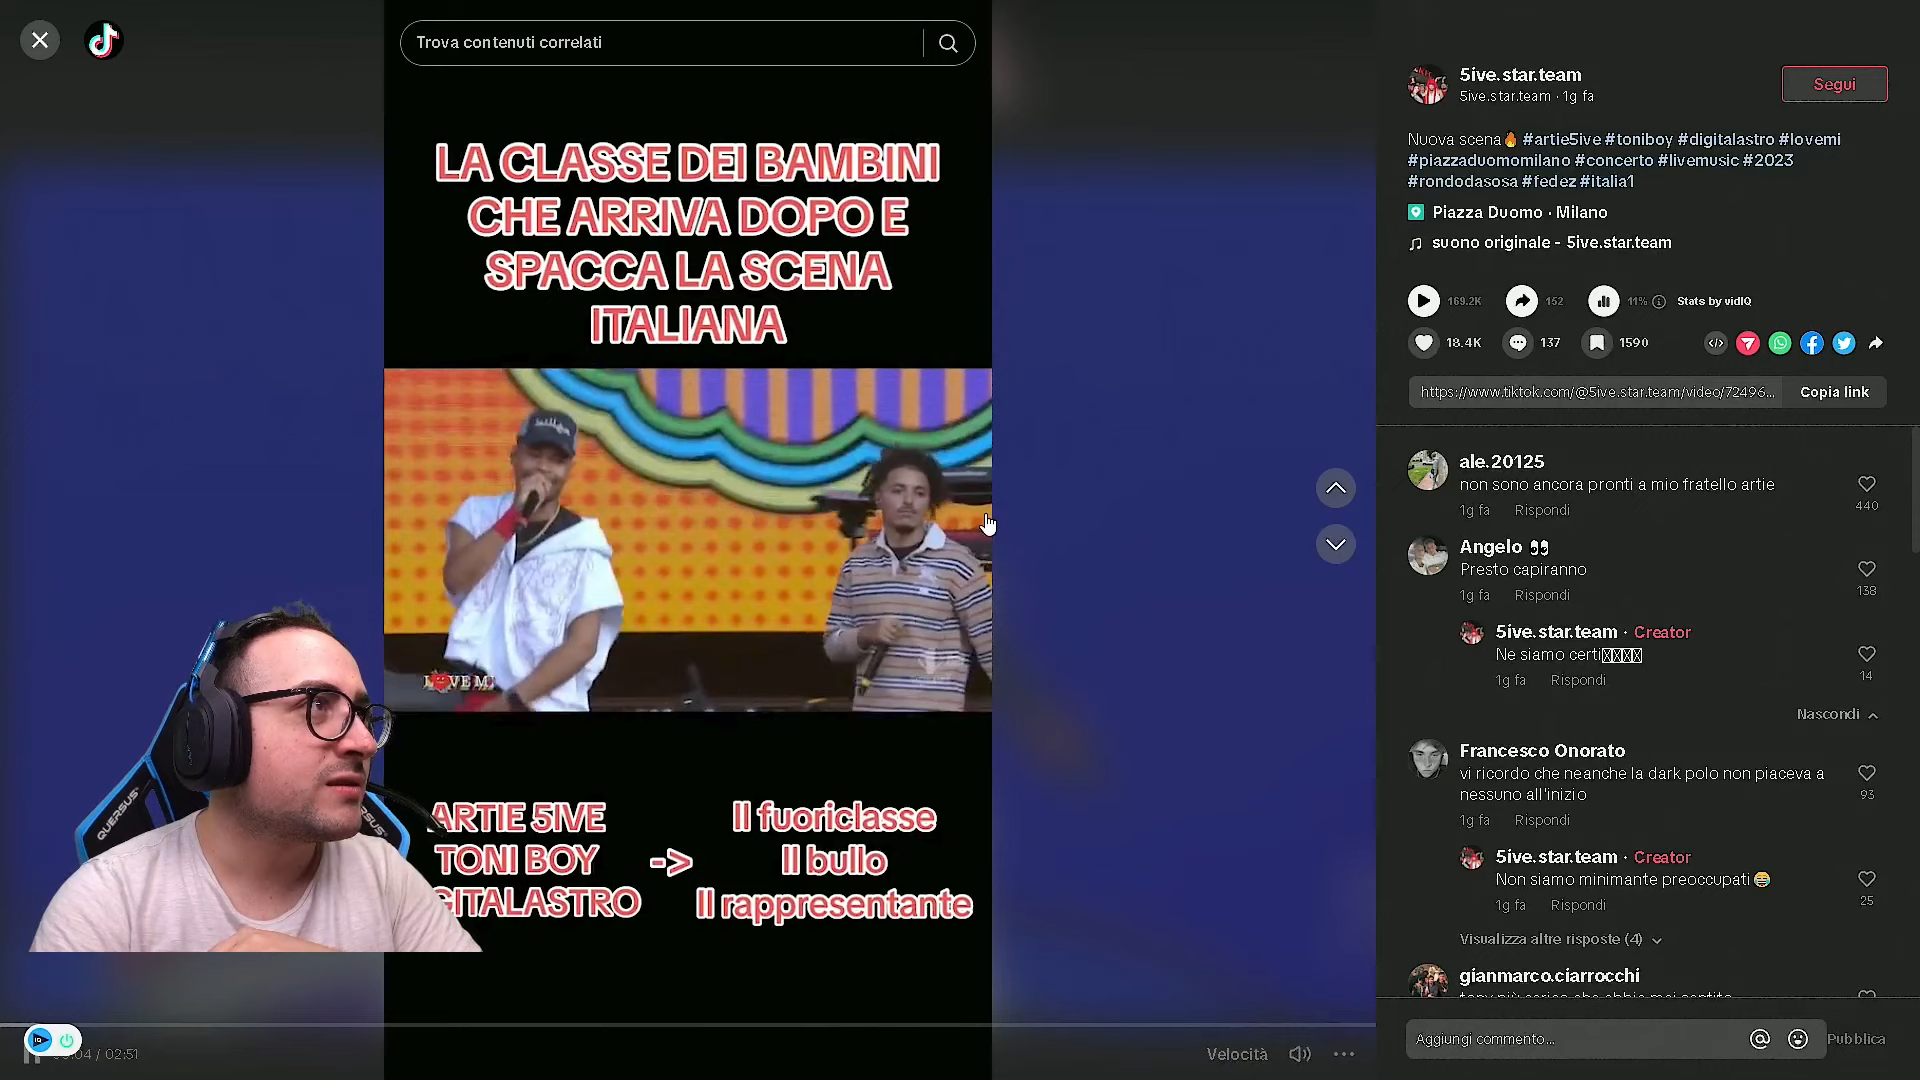 Trova contenuti correlati
LA CLASSE DEI BAMBINI
CHE ARRIVA DOPO E
SPACCA LA SCENA
ITALIANA
LOVE MI
QUERSUS
ARTIE 5IVE
TONI BOY
GITALASTRO
->
Il fuoriclasse
Il bullo
Il rappresentante
/ 02:51
Velocità
5ive.star.team
5ive.star.team · 1g fa
Segui
Nuova scena🔥 #artie5ive #toniboy #digitalastro #lovemi
#piazzaduomomilano #concerto #livemusic #2023
#rondodasosa #fedez #italia1
Piazza Duomo · Milano
suono originale - 5ive.star.team
169.2K 152 11% Stats by vidIQ
18.4K 137 1590
https://www.tiktok.com/@5ive.star.team/video/72496...
Copia link
ale.20125
non sono ancora pronti a mio fratello artie
1g fa Rispondi
440
Angelo 👀
Presto capiranno
1g fa Rispondi
138
5ive.star.team · Creator
Ne siamo certi
1g fa Rispondi
14
Nascondi
Francesco Onorato
vi ricordo che neanche la dark polo non piaceva a
nessuno all'inizio
1g fa Rispondi
93
5ive.star.team · Creator
Non siamo minimante preoccupati 😂
1g fa Rispondi
25
Visualizza altre risposte (4)
gianmarco.ciarrocchi
Aggiungi commento...
Pubblica